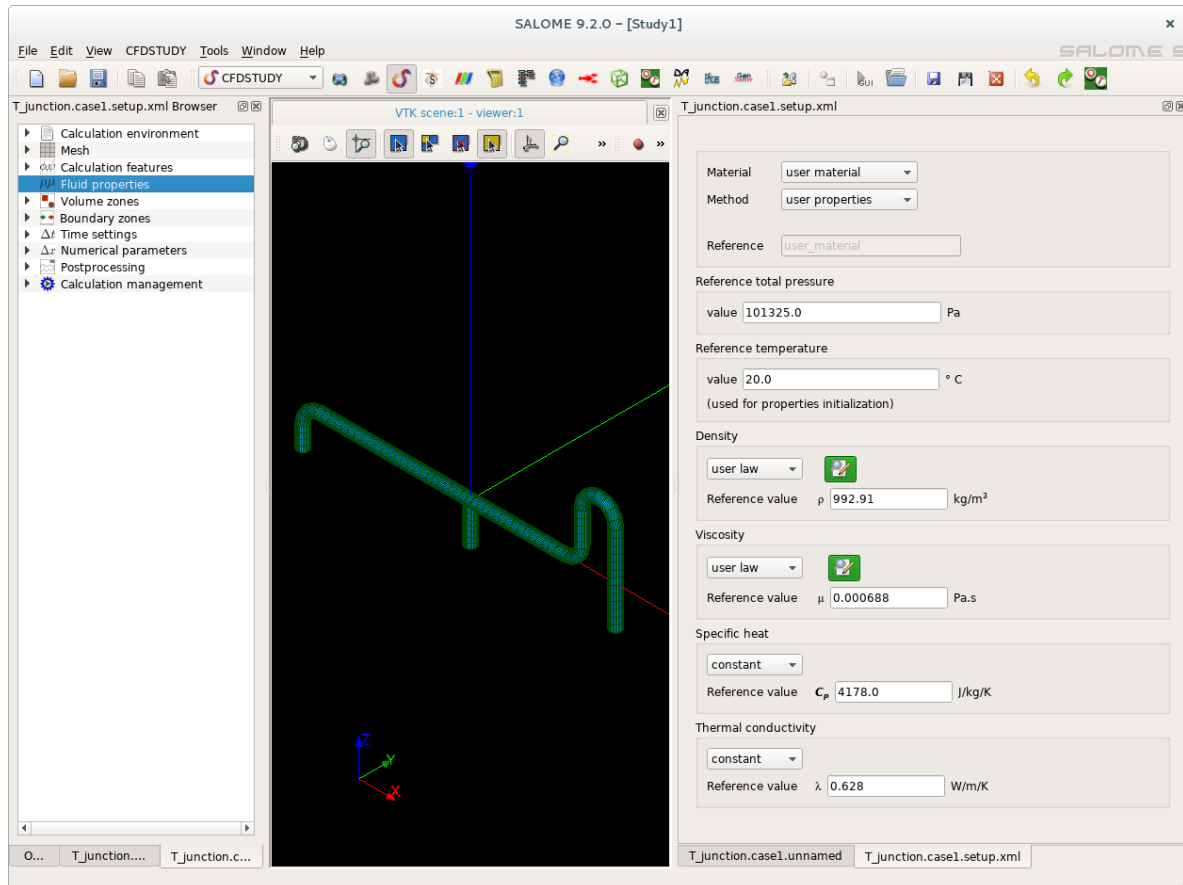 SALOME 9.2.0 - [Study1]
File Edit View CFDSTUDY Tools Window Help
SALOME
CFDSTUDY
T_junction.case1.setup.xml Browser
Calculation environment
Mesh
Calculation features
Fluid properties
Volume zones
Boundary zones
Δt Time settings
Δx Numerical parameters
Postprocessing
Calculation management
O...
T_junction....
T_junction.c...
VTK scene:1 - viewer:1
»
»
Z
Y
X
T_junction.case1.setup.xml
Material user material
Method user properties
Reference user_material
Reference total pressure
value 101325.0 Pa
Reference temperature
value 20.0 ° C
(used for properties initialization)
Density
user law
Reference value ρ 992.91 kg/m³
Viscosity
user law
Reference value μ 0.000688 Pa.s
Specific heat
constant
Reference value Cp 4178.0 J/kg/K
Thermal conductivity
constant
Reference value λ 0.628 W/m/K
T_junction.case1.unnamed
T_junction.case1.setup.xml